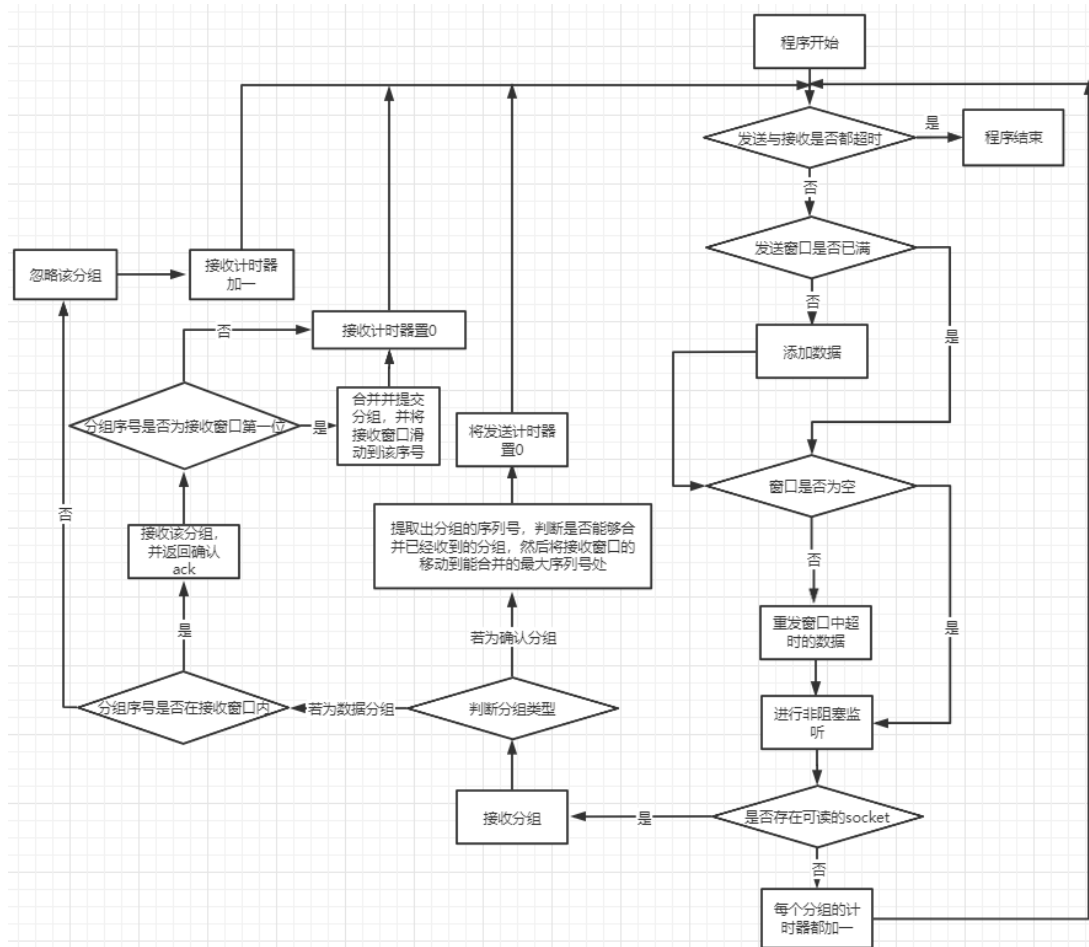 程序开始
发送与接收是否都超时
是
程序结束
否
发送窗口是否已满
否
是
添加数据
窗口是否为空
否
是
重发窗口中超
时的数据
进行非阻塞监
听
是否存在可读的socket
是
否
每个分组的计
时器都加一
接收分组
判断分组类型
若为确认分组
提取出分组的序列号，判断是否能够合
并已经收到的分组，然后将接收窗口的
移动到能合并的最大序列号处
将发送计时器
置0
若为数据分组
分组序号是否在接收窗口内
是
接收该分组，
并返回确认
ack
分组序号是否为接收窗口第一位
是
合并并提交
分组，并将
接收窗口滑
动到该序号
否
接收计时器置0
否
忽略该分组
接收计时器
加一